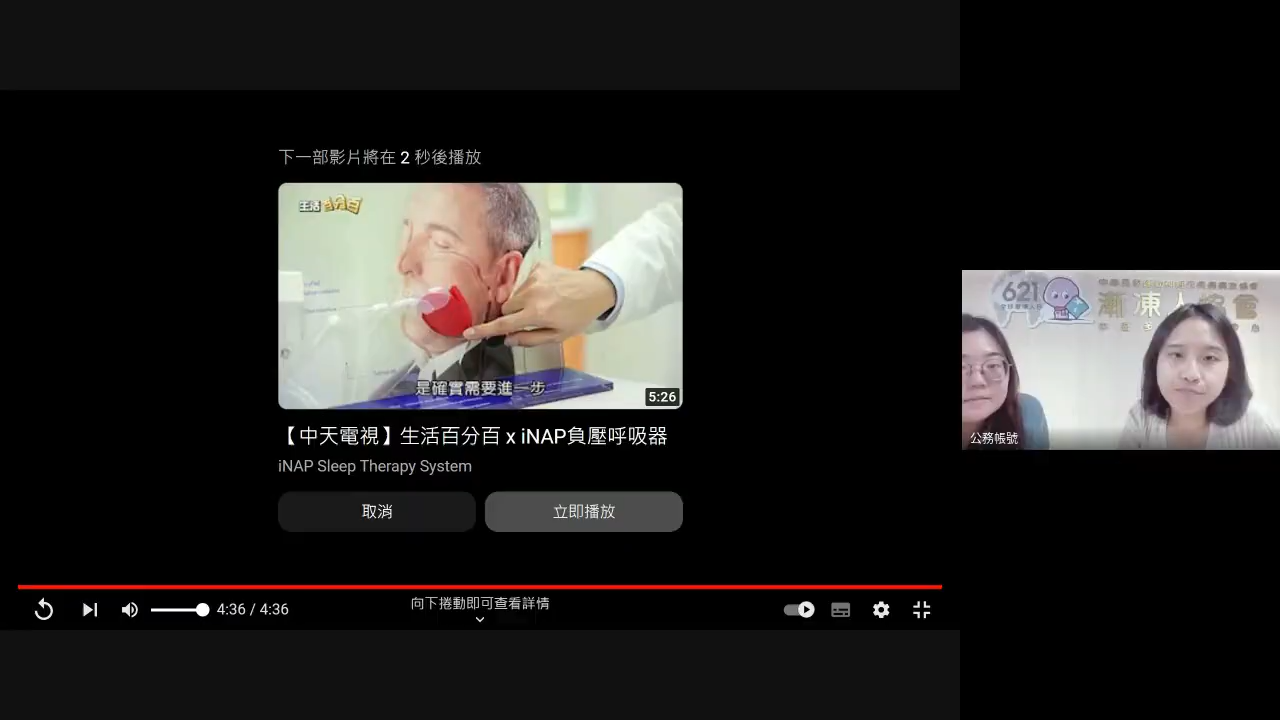 下一部影片將在 2 秒後播放
生活百分百
是確實需要進一步
5:26
【中天電視】生活百分百 x iNAP負壓呼吸器
iNAP Sleep Therapy System
取消
立即播放
4:36 / 4:36
向下捲動即可查看詳情
621
漸凍人協會
公務帳號